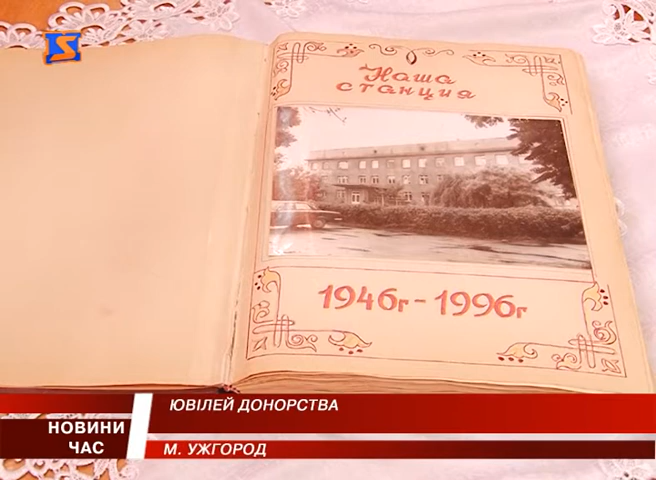 Наша
станция
1946г - 1996г
ЮВІЛЕЙ ДОНОРСТВА
НОВИНИ
ЧАС
М. УЖГОРОД